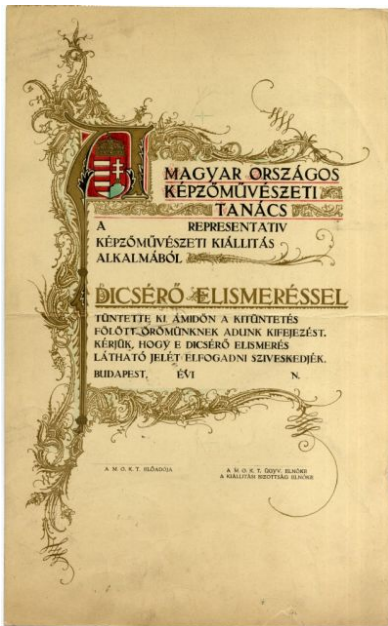 A MAGYAR ORSZÁGOS
KÉPZŐMŰVÉSZETI
TANÁCS
A REPRESENTATIV
KÉPZŐMŰVÉSZETI KIÁLLITÁS
ALKALMÁBÓL
DICSÉRŐ ELISMERÉSSEL
TÜNTETTE KI AMIDŐN A KITÜNTETÉS
FÖLÖTT ÖRÖMÜNKNEK ADUNK KIFEJEZÉST,
KÉRJÜK, HOGY E DICSÉRŐ ELISMERÉS
LÁTHATÓ JELÉT ELFOGADNI SZIVESKEDJÉK.
BUDAPEST, ÉVI N.
A M. O. K. T. ELŐADÓJA
A M. O. K. T. ÜGYV. ELNÖKE
A KIÁLLITÁSI BIZOTTSÁG ELNÖKE